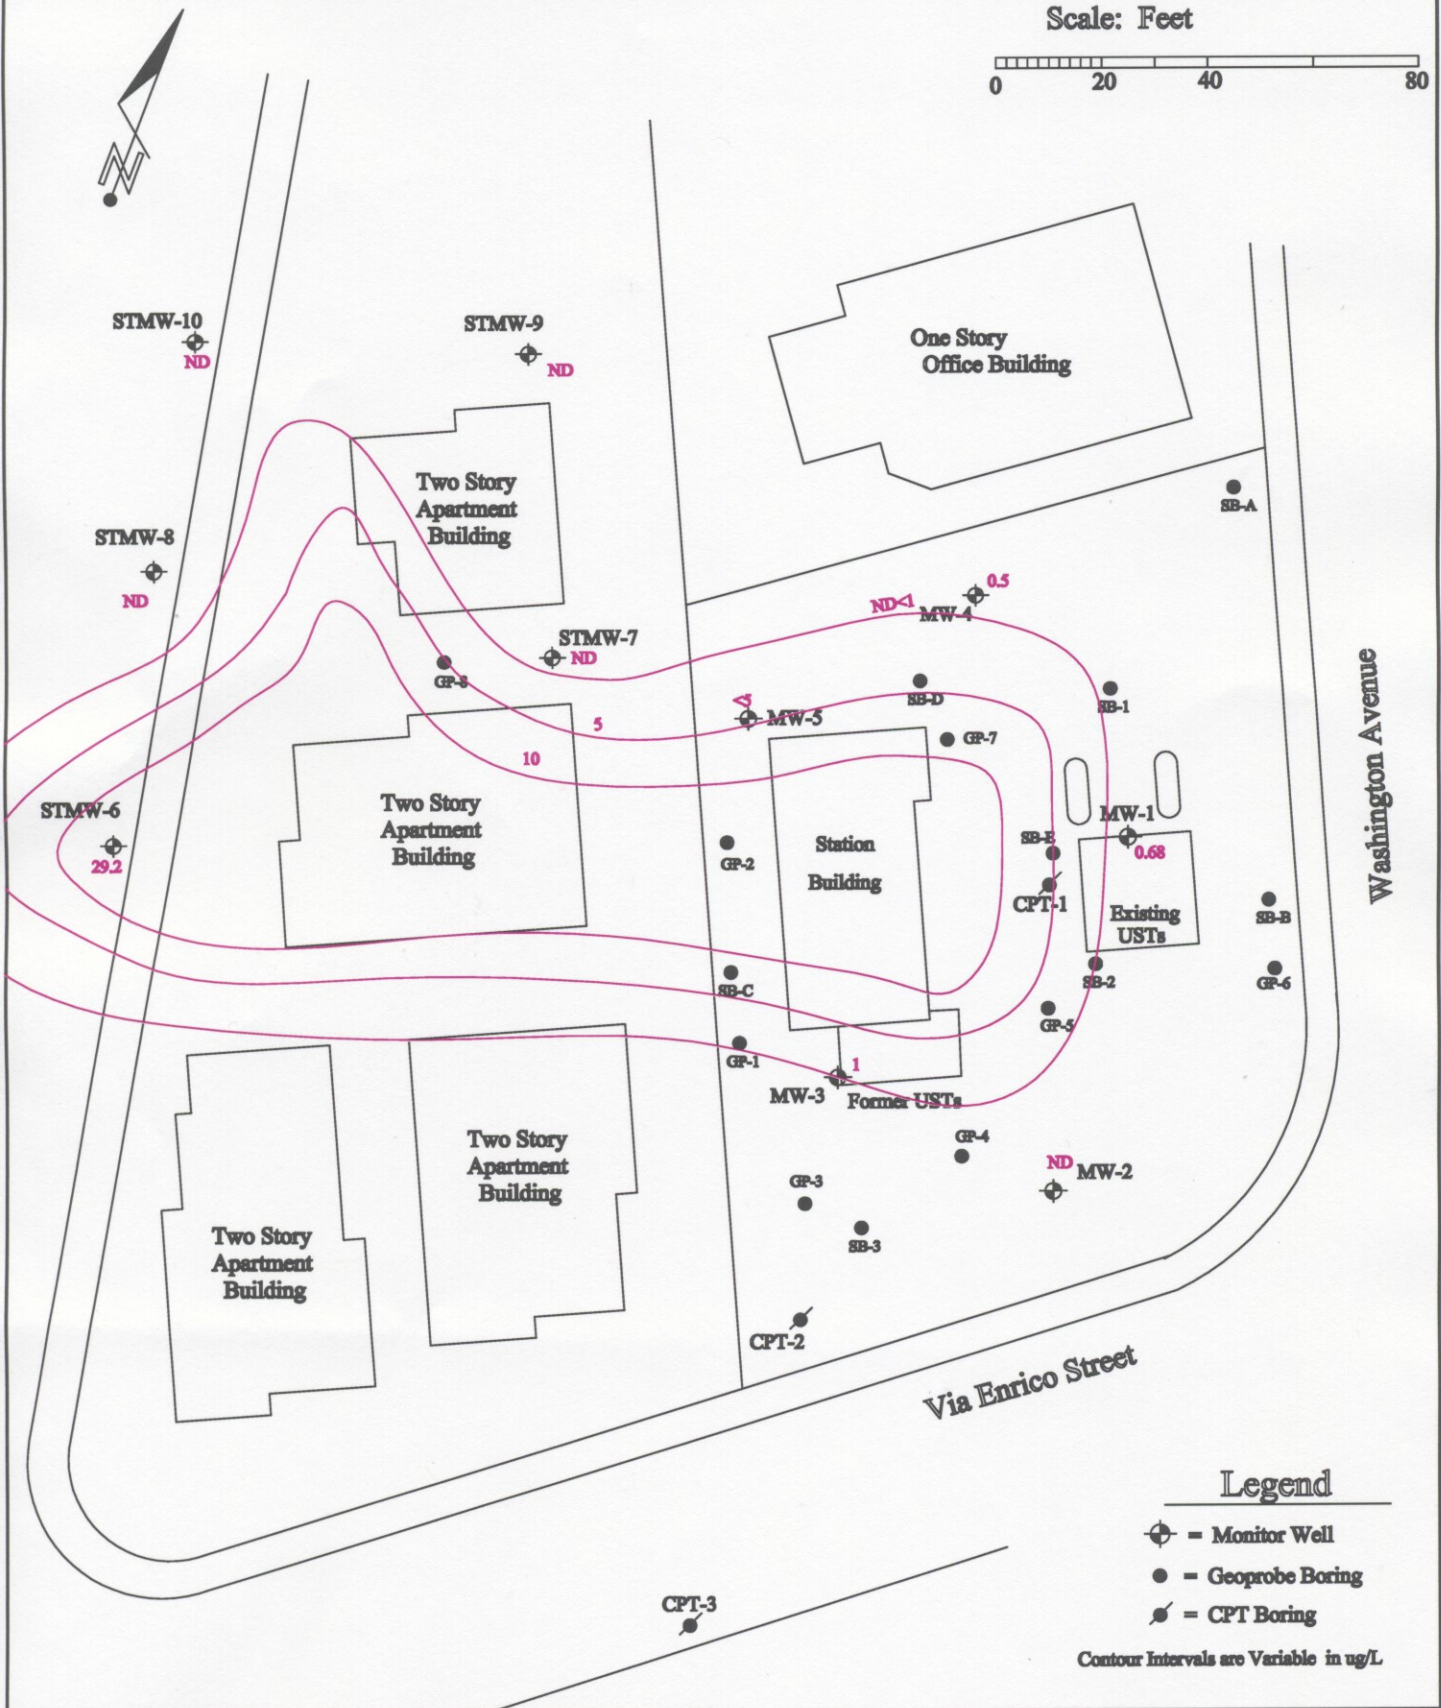 Scale: Feet
0 20 40 80
N
STMW-10
ND
STMW-9
ND
One Story
Office Building
Two Story
Apartment
Building
SB-A
STMW-8
ND
0.5
ND<1
MW-4
STMW-7
ND
GP-8
SB-D
SB-1
<5
MW-5
5
GP-7
10
Washington Avenue
STMW-6
29.2
Two Story
Apartment
Building
GP-2
Station
Building
SB-E
CPT-1
MW-1
0.68
Existing
USTs
SB-B
GP-6
SB-C
SB-2
GP-5
GP-1
1
MW-3
Former USTs
GP-4
ND
MW-2
Two Story
Apartment
Building
GP-3
SB-3
Two Story
Apartment
Building
CPT-2
Via Enrico Street
Legend
= Monitor Well
= Geoprobe Boring
= CPT Boring
CPT-3
Contour Intervals are Variable in ug/L